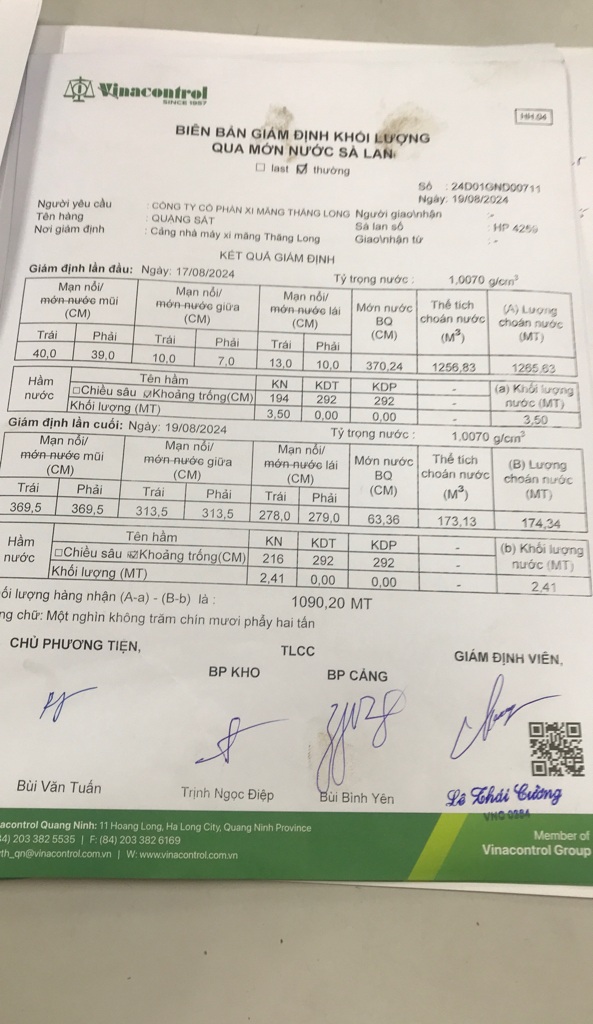 Vinacontrol
SINCE 1957
HH.04
BIÊN BẢN GIÁM ĐỊNH KHỐI LƯỢNG
QUA MỚN NƯỚC SÀ LAN
☐ last ☑ thường
Số : 24D01GND00711
Ngày: 19/08/2024
Người yêu cầu : CÔNG TY CỔ PHẦN XI MĂNG THĂNG LONG Người giao\nhận :-
Tên hàng : QUẶNG SẮT Sà lan số : HP 4259
Nơi giám định : Cảng nhà máy xi măng Thăng Long Giao\nhận từ :-
KẾT QUẢ GIÁM ĐỊNH
Giám định lần đầu: Ngày: 17/08/2024 Tỷ trọng nước : 1,0070 g/cm³
Mạn nổi/ Mạn nổi/ Mạn nổi/ Mớn nước Thể tích (A) Lượng
mớn nước mũi mớn nước giữa mớn nước lái BQ choán nước choán nước
(CM) (CM) (CM) (CM) (M³) (MT)
Trái Phải Trái Phải Trái Phải
40,0 39,0 10,0 7,0 13,0 10,0 370,24 1256,83 1265,63
Hầm nước Tên hầm KN KDT KDP - (a) Khối lượng
☐Chiều sâu ☑Khoảng trống(CM) 194 292 292 - nước (MT)
Khối lượng (MT) 3,50 0,00 0,00 - 3,50
Giám định lần cuối: Ngày: 19/08/2024 Tỷ trọng nước : 1,0070 g/cm³
Mạn nổi/ Mạn nổi/ Mạn nổi/ Mớn nước Thể tích (B) Lượng
mớn nước mũi mớn nước giữa mớn nước lái BQ choán nước choán nước
(CM) (CM) (CM) (CM) (M³) (MT)
Trái Phải Trái Phải Trái Phải
369,5 369,5 313,5 313,5 278,0 279,0 63,36 173,13 174,34
Hầm nước Tên hầm KN KDT KDP - (b) Khối lượng
☐Chiều sâu ☑Khoảng trống(CM) 216 292 292 - nước (MT)
Khối lượng (MT) 2,41 0,00 0,00 - 2,41
ối lượng hàng nhận (A-a) - (B-b) là : 1090,20 MT
ng chữ: Một nghìn không trăm chín mươi phẩy hai tấn
CHỦ PHƯƠNG TIỆN, TLCC GIÁM ĐỊNH VIÊN,
BP KHO BP CẢNG
Bùi Văn Tuấn Trịnh Ngọc Điệp Bùi Bình Yên Lê Thái Cường
VNC 0384
acontrol Quang Ninh: 11 Hoang Long, Ha Long City, Quang Ninh Province
4) 203 382 5535 | F: (84) 203 382 6169
th_qn@vinacontrol.com.vn | W: www.vinacontrol.com.vn
Member of
Vinacontrol Group